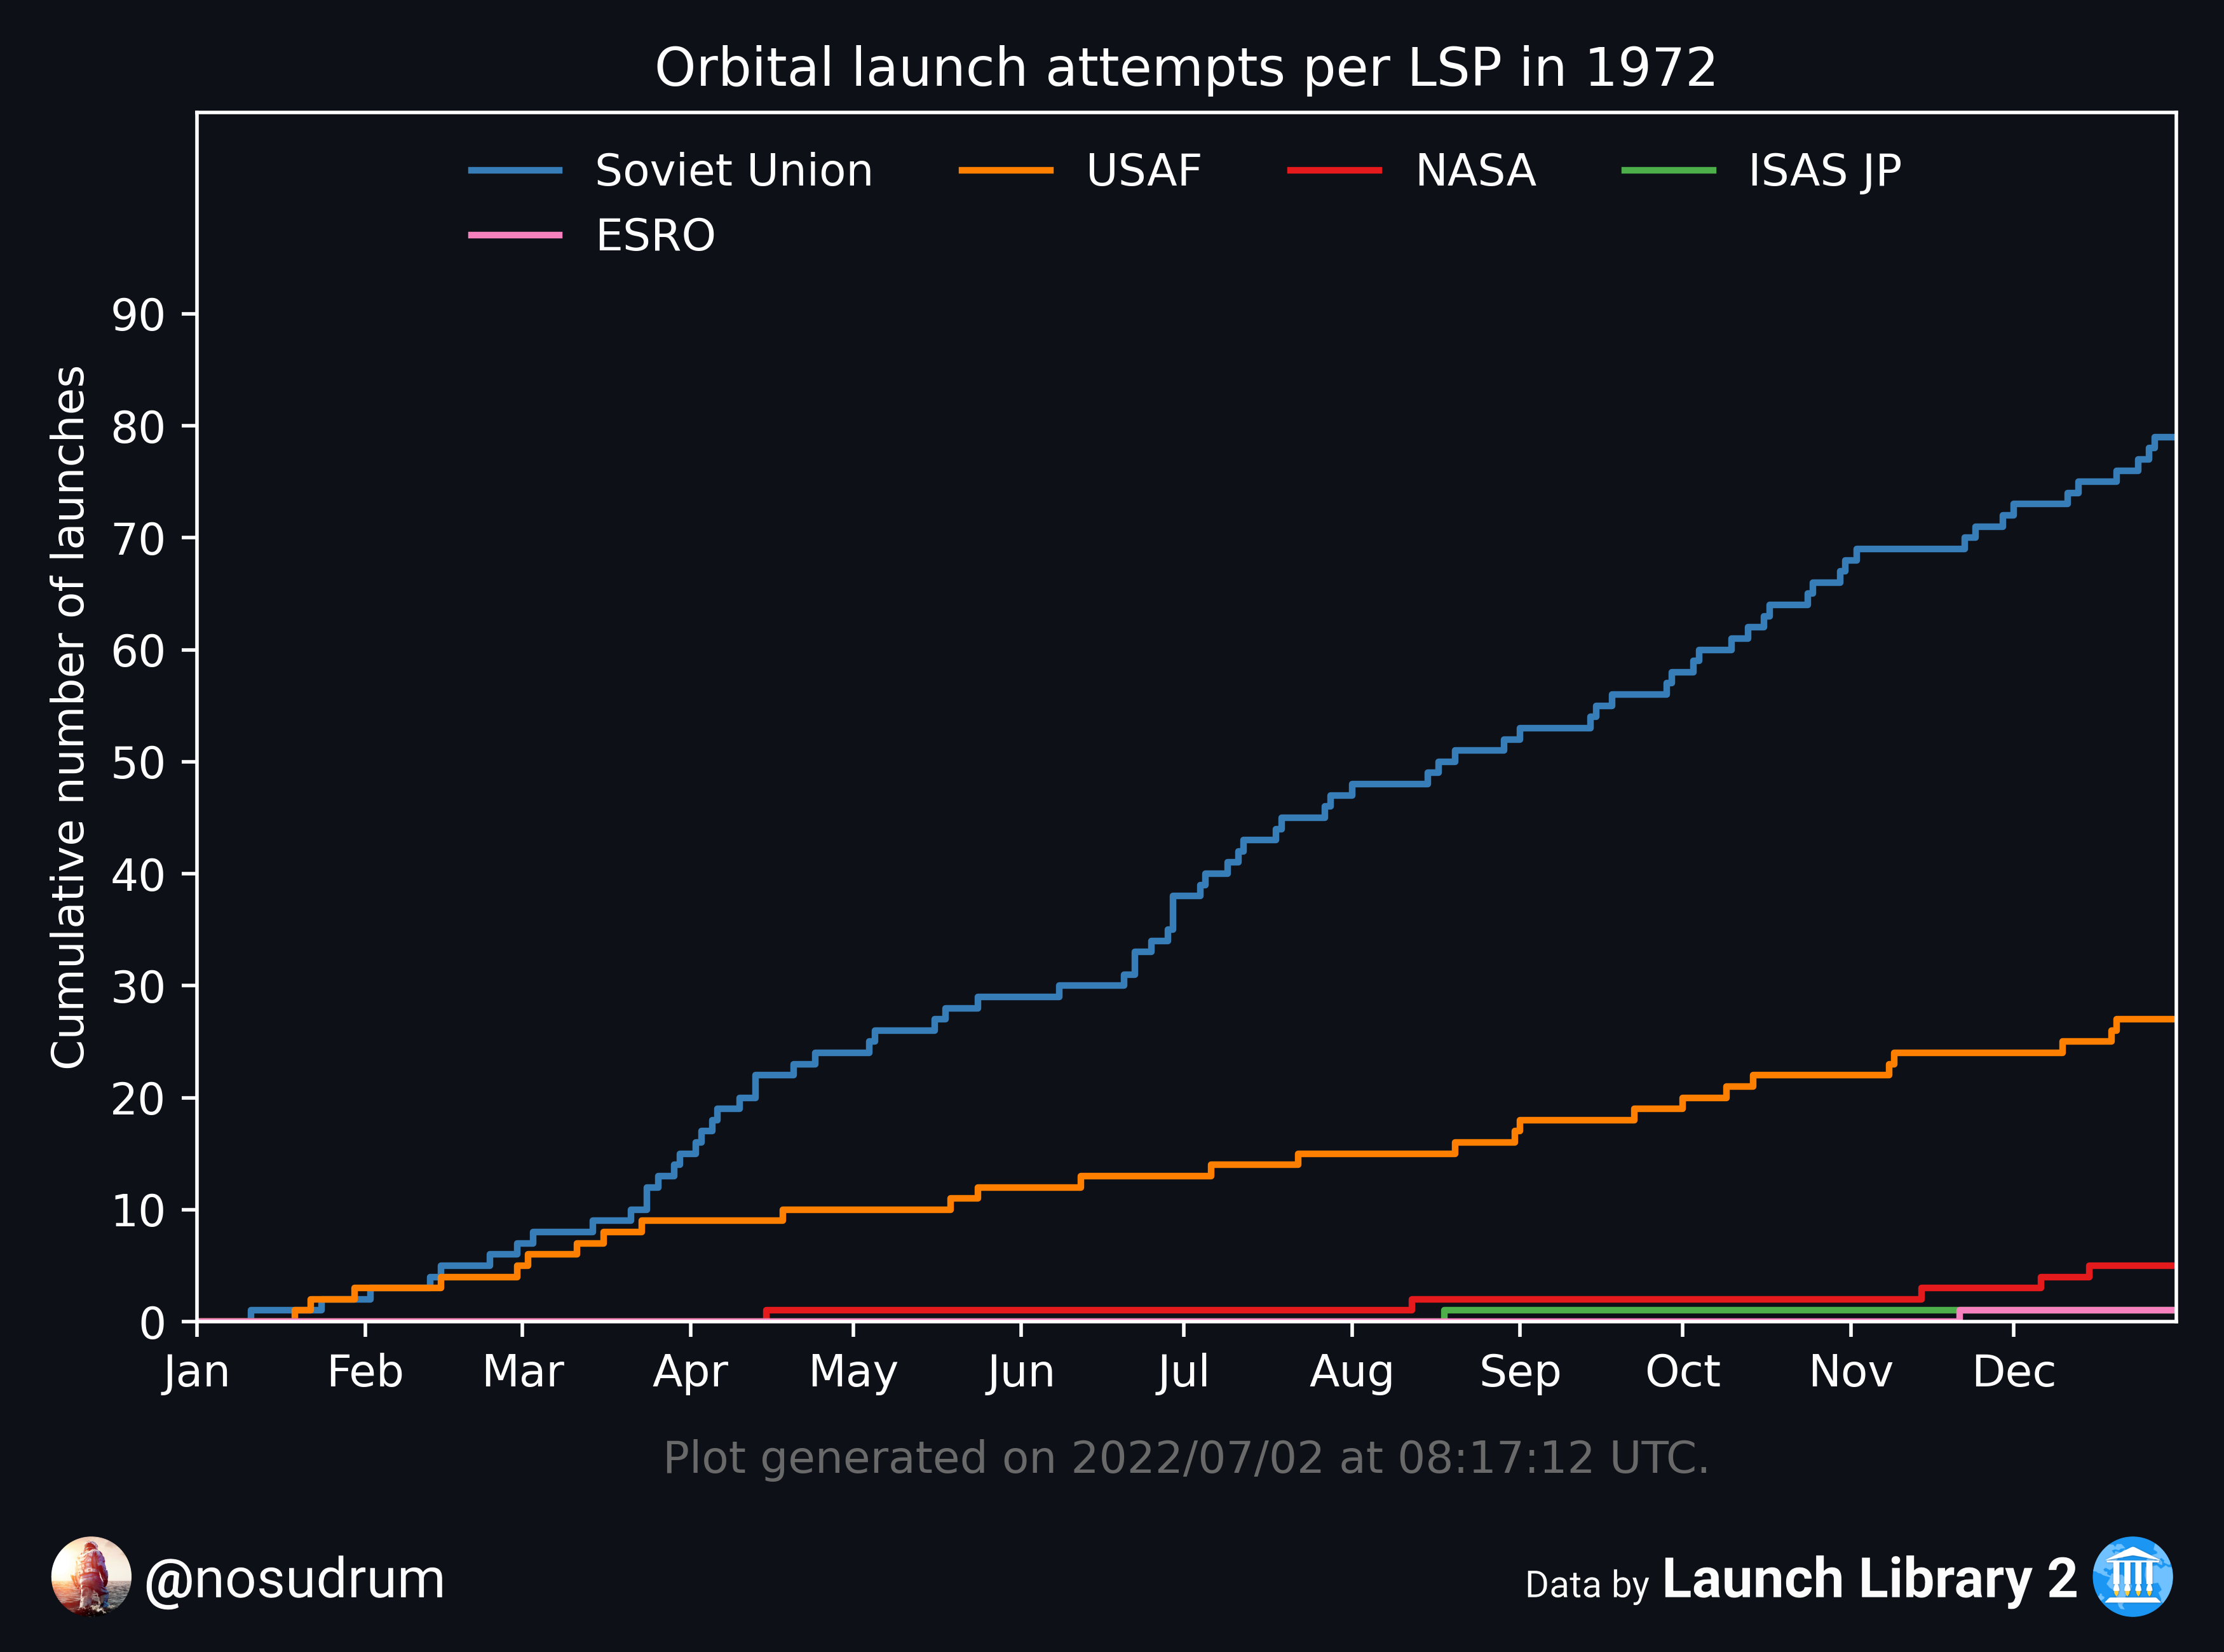 Orbital launch attempts per LSP in 1972
Soviet Union USAF NASA ISAS JP
ESRO
Cumulative number of launches
90
80
70
60
50
40
30
20
10
0
Jan Feb Mar Apr May Jun Jul Aug Sep Oct Nov Dec
Plot generated on 2022/07/02 at 08:17:12 UTC.
@nosudrum
Data by Launch Library 2